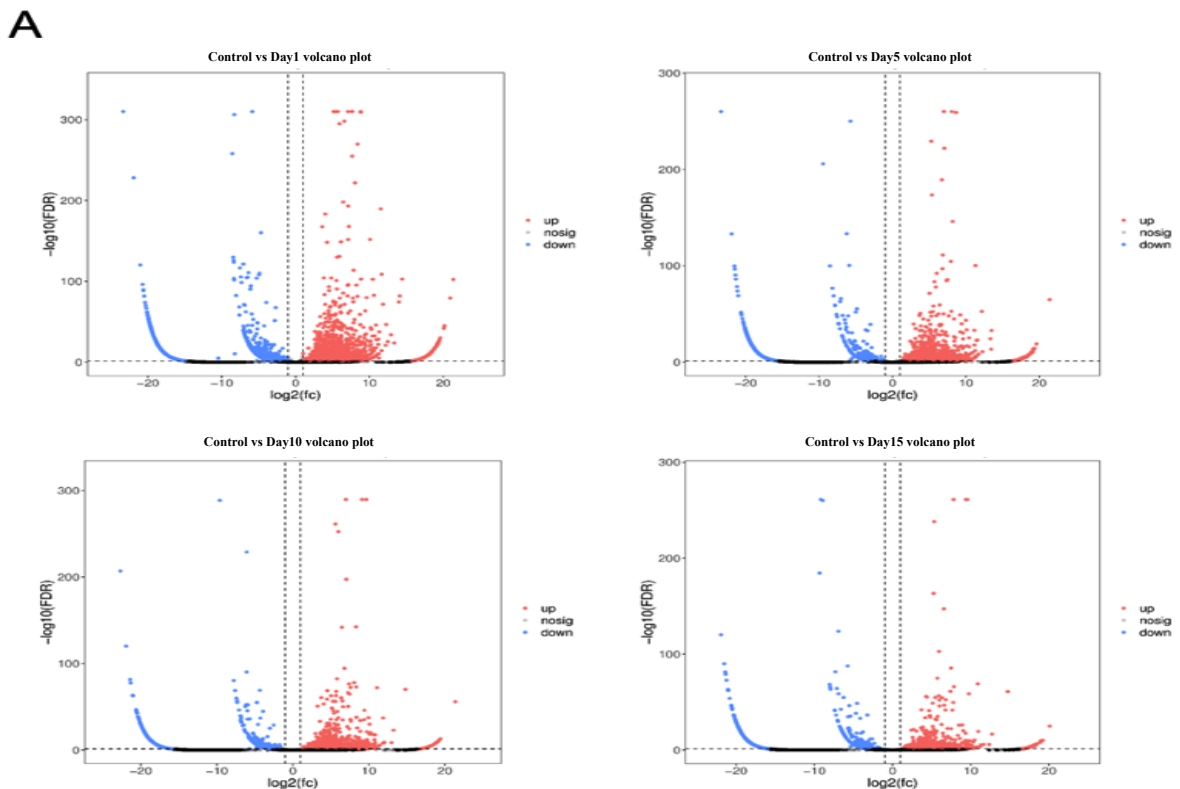 A
Control vs Day1 volcano plot
300
200
100
0
−log10(FDR)
−20
−10
0
10
20
log2(fc)
up
nosig
down
Control vs Day5 volcano plot
300
200
100
0
−log10(FDR)
−20
−10
0
10
20
log2(fc)
up
nosig
down
Control vs Day10 volcano plot
300
200
100
0
−log10(FDR)
−20
−10
0
10
20
log2(fc)
up
nosig
down
Control vs Day15 volcano plot
300
200
100
0
−log10(FDR)
−20
−10
0
10
20
log2(fc)
up
nosig
down